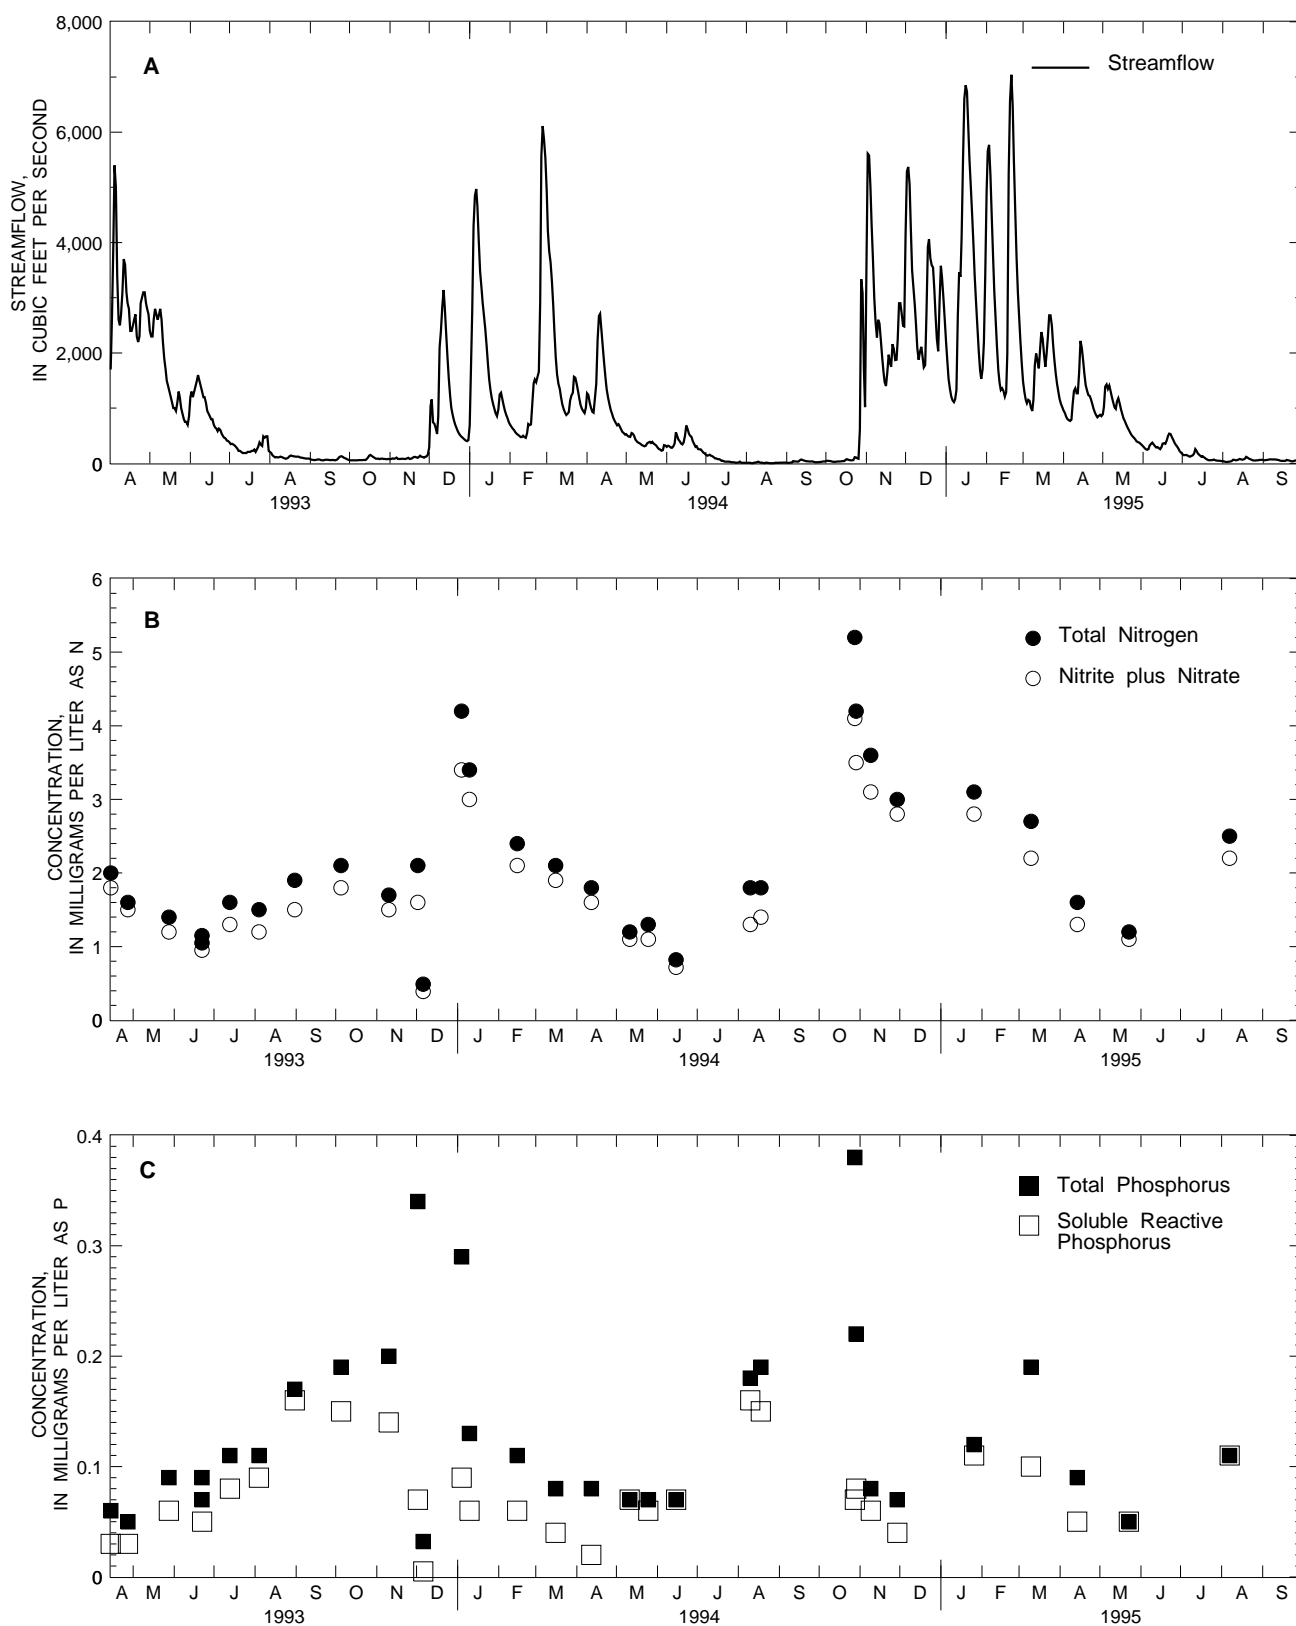 8,000
6,000
4,000
2,000
0
STREAMFLOW,
IN CUBIC FEET PER SECOND
A
Streamflow
A M J J A S O N D J F M A M J J A S O N D J F M A M J J A S
1993 1994 1995
6
5
4
3
2
1
0
CONCENTRATION,
IN MILLIGRAMS PER LITER AS N
B
Total Nitrogen
Nitrite plus Nitrate
A M J J A S O N D J F M A M J J A S O N D J F M A M J J A S
1993 1994 1995
0.4
0.3
0.2
0.1
0
CONCENTRATION,
IN MILLIGRAMS PER LITER AS P
C
Total Phosphorus
Soluble Reactive
Phosphorus
A M J J A S O N D J F M A M J J A S O N D J F M A M J J A S
1993 1994 1995